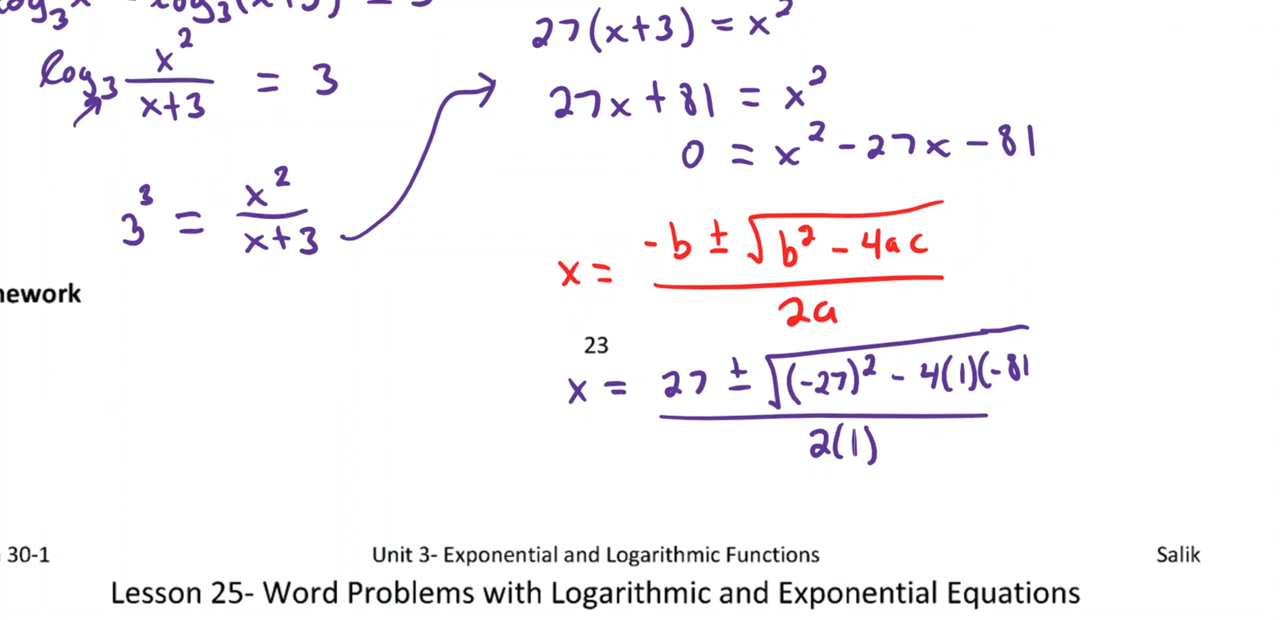 log₃ x²/(x+3) = 3
3³ = x²/(x+3)
27(x+3) = x²
27x + 81 = x²
0 = x² - 27x - 81
x = (-b ± √(b² - 4ac))/2a
nework
23
x = (27 ± √((-27)² - 4(1)(-81))/2(1)
30-1
Unit 3- Exponential and Logarithmic Functions
Salik
Lesson 25- Word Problems with Logarithmic and Exponential Equations